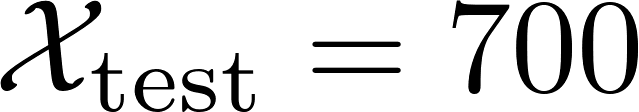 𝒳_test = 700